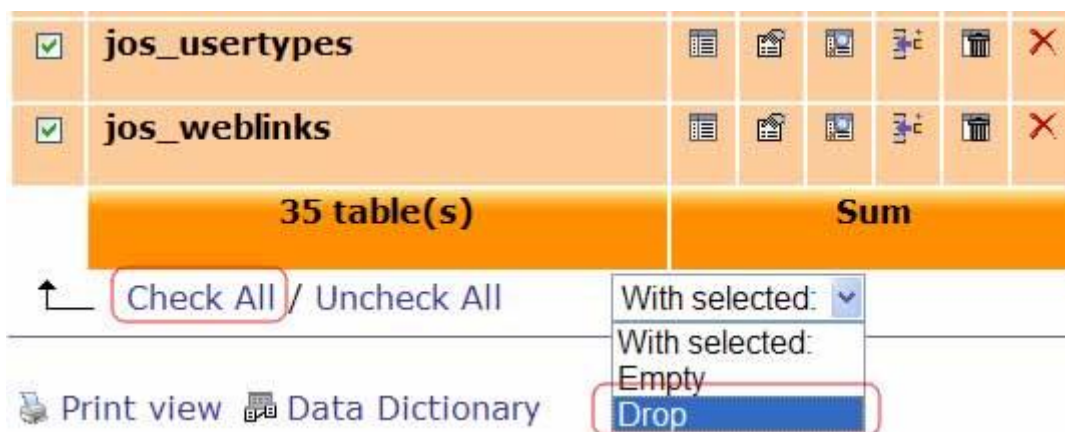 jos_usertypes
jos_weblinks
35 table(s) Sum
Check All / Uncheck All With selected:
With selected:
Empty
Print view Data Dictionary Drop